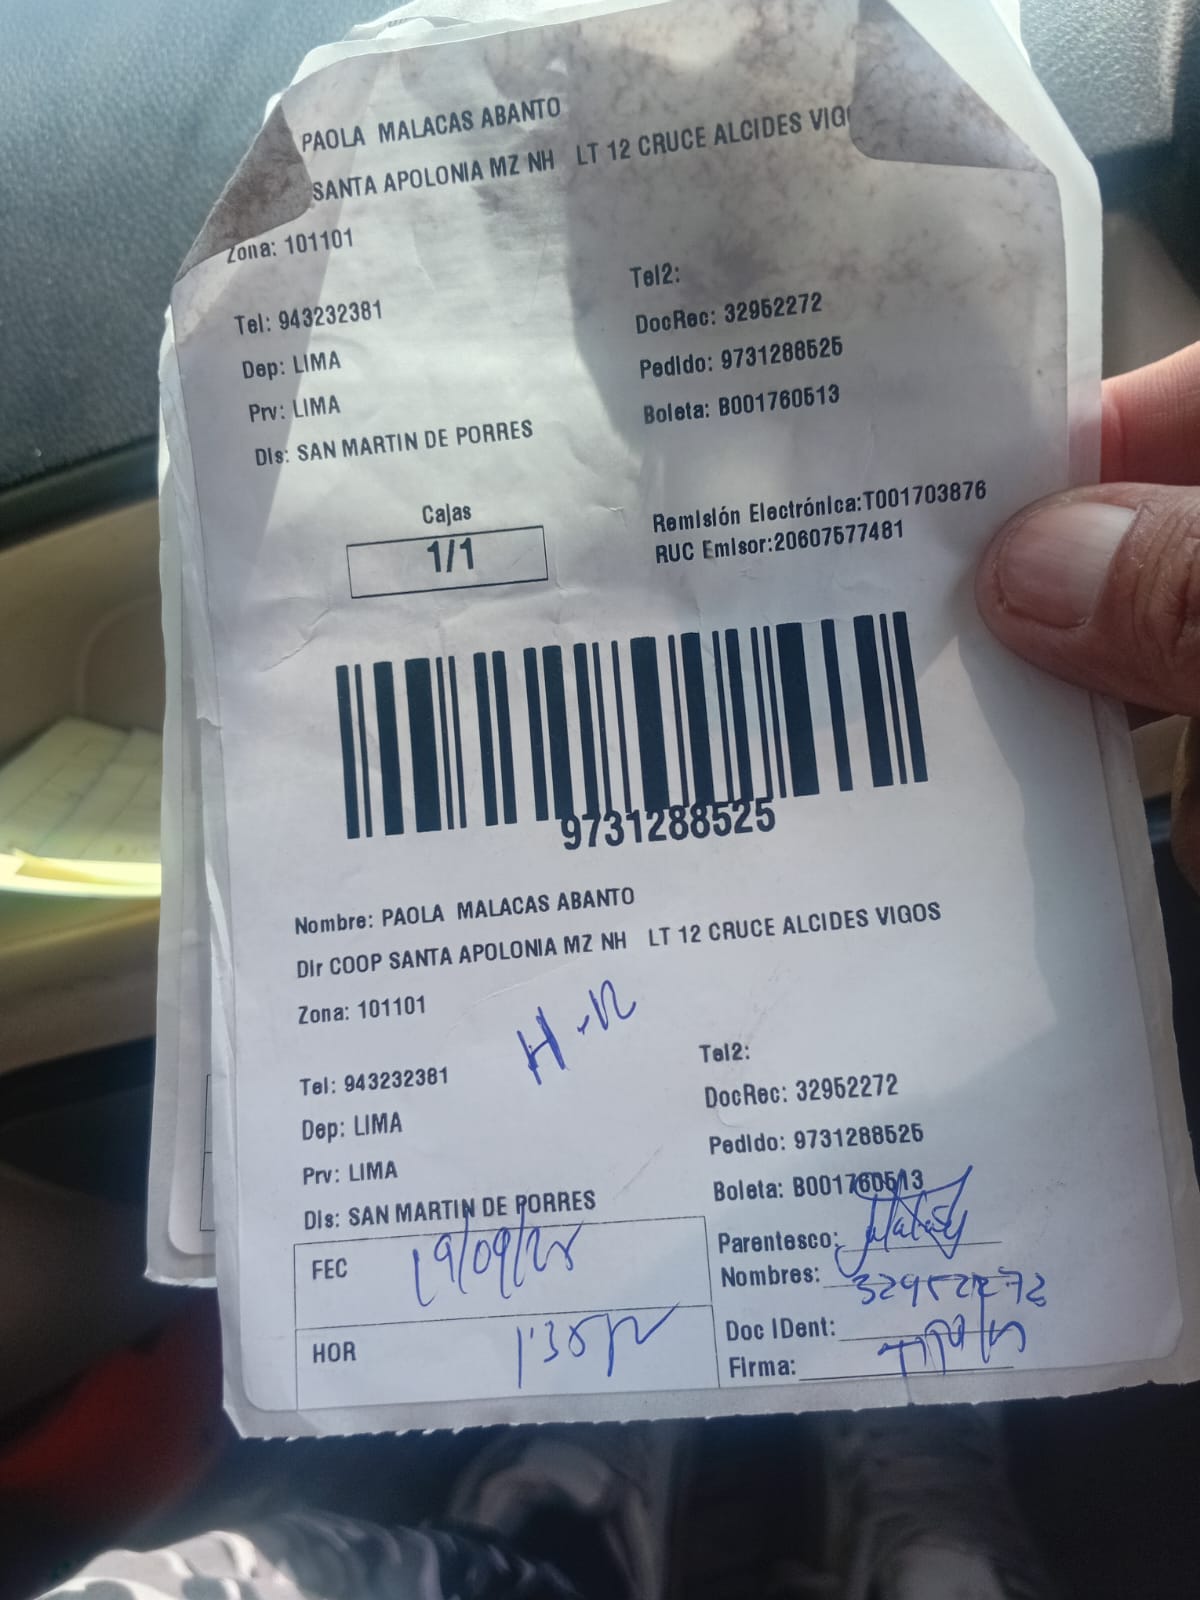 PAOLA MALACAS ABANTO
SANTA APOLONIA MZ NH LT 12 CRUCE ALCIDES VIG
Zona: 101101
Tel2:
Tel: 943232381
DocRec: 32952272
Dep: LIMA
Pedido: 9731288525
Prv: LIMA
Boleta: B001760513
Dis: SAN MARTIN DE PORRES
Cajas
1/1
Remisión Electrónica:T001703876
RUC Emisor:20607577481
9731288525
Nombre: PAOLA MALACAS ABANTO
Dir COOP SANTA APOLONIA MZ NH LT 12 CRUCE ALCIDES VIGOS
Zona: 101101
Tel2:
Tel: 943232381
DocRec: 32952272
Dep: LIMA
Pedido: 9731288525
Prv: LIMA
Boleta: B001760513
Dis: SAN MARTIN DE PORRES
Parentesco:
FEC
Nombres: 32952272
Doc IDent:
HOR
Firma: